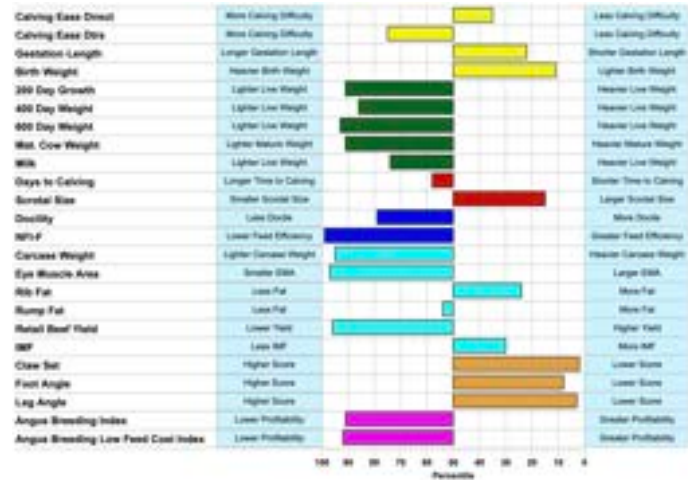 Calving Ease Direct More Calving Difficulty Less Calving Difficulty
Calving Ease Dtrs More Calving Difficulty Less Calving Difficulty
Gestation Length Longer Gestation Length Shorter Gestation Length
Birth Weight Heavier Birth Weight Lighter Birth Weight
200 Day Growth Lighter Live Weight Heavier Live Weight
400 Day Weight Lighter Live Weight Heavier Live Weight
600 Day Weight Lighter Live Weight Heavier Live Weight
Mat. Cow Weight Lighter Mature Weight Heavier Mature Weight
Milk Lighter Live Weight Heavier Live Weight
Days to Calving Longer Time to Calving Shorter Time to Calving
Scrotal Size Smaller Scrotal Size Larger Scrotal Size
Docility Less Docile More Docile
NFI-F Lower Feed Efficiency Greater Feed Efficiency
Carcase Weight Lighter Carcase Weight Heavier Carcase Weight
Eye Muscle Area Smaller EMA Larger EMA
Rib Fat Less Fat More Fat
Rump Fat Less Fat More Fat
Retail Beef Yield Lower Yield Higher Yield
IMF Less IMF More IMF
Claw Set Higher Score Lower Score
Foot Angle Higher Score Lower Score
Leg Angle Higher Score Lower Score
Angus Breeding Index Lower Profitability Greater Profitability
Angus Breeding Low Feed Cost Index Lower Profitability Greater Profitability
100 90 80 70 60 50 40 30 20 10 0
Percentile